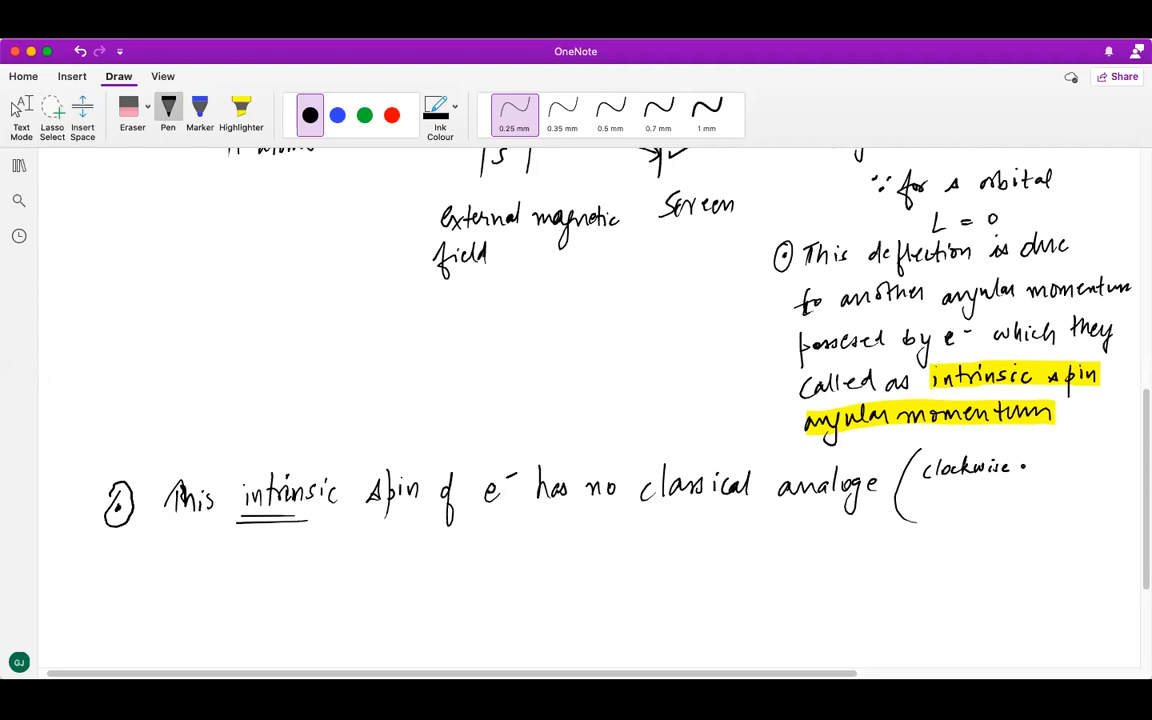 OneNote
Home Insert Draw View
Share
Text Mode
Lasso Select
Insert Space
Eraser
Pen
Marker
Highlighter
Ink Colour
0.25 mm
0.35 mm
0.5 mm
0.7 mm
1 mm
|S|
∵ for s orbital
L = 0
external magnetic
field
Screen
This deflection is due
to another angular momentum
possesed by e- which they
called as intrinsic spin
angular momentum
This intrinsic spin of e- has no classical analoge (clockwise
GJ